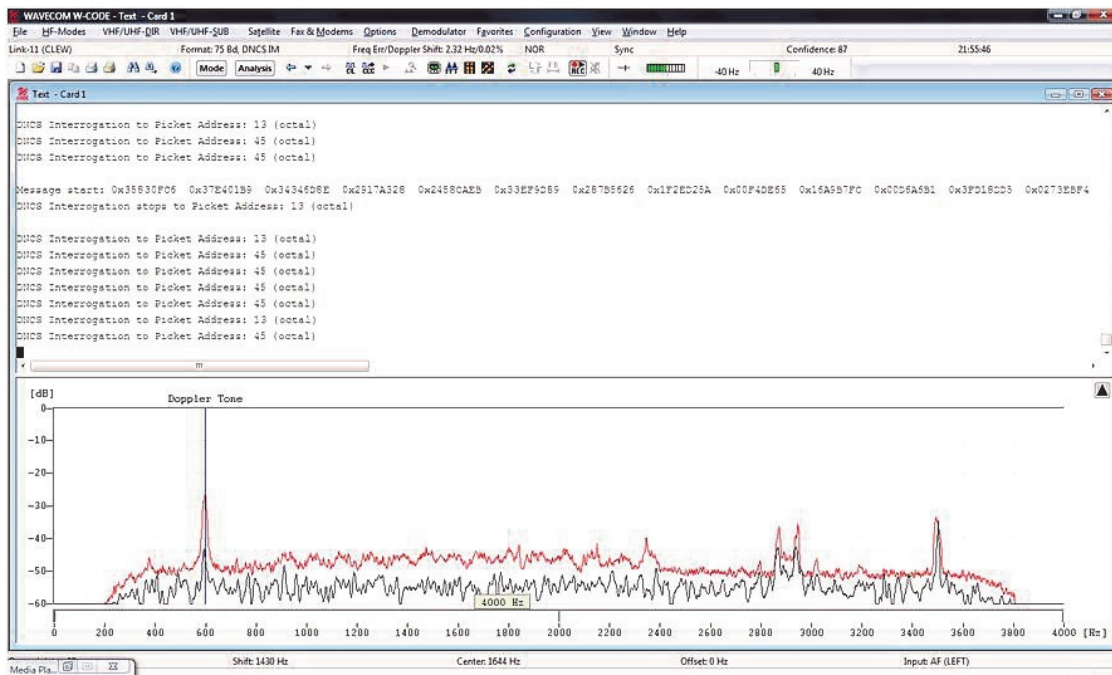 WAVECOM W-CODE - Text - Card 1
File HF-Modes VHF/UHF-DIR VHF/UHF-SUB Satellite Fax & Modems Options Demodulator Favorites Configuration View Window Help
Link-11 (CLEW) Format: 75 Bd, DNCS IM Freq Err/Doppler Shift: 2.32 Hz/0.02% NOR Sync Confidence: 87 21:55:46
Mode Analysis REC -40 Hz 40 Hz
Text - Card 1
DNCS Interrogation to Picket Address: 13 (octal)
DNCS Interrogation to Picket Address: 45 (octal)
DNCS Interrogation to Picket Address: 45 (octal)
Message start: 0x35830FC6 0x37E401B9 0x34346D8E 0x2917A328 0x2458CAEB 0x33EF9D89 0x287B5626 0x1F2ED25A 0x00F4DE65 0x16A9B7FC 0x00D6A6B1 0x3FD18DD5 0x0273EBF4
DNCS Interrogation stops to Picket Address: 13 (octal)
DNCS Interrogation to Picket Address: 13 (octal)
DNCS Interrogation to Picket Address: 45 (octal)
DNCS Interrogation to Picket Address: 45 (octal)
DNCS Interrogation to Picket Address: 45 (octal)
DNCS Interrogation to Picket Address: 45 (octal)
DNCS Interrogation to Picket Address: 13 (octal)
DNCS Interrogation to Picket Address: 45 (octal)
[dB] Doppler Tone
0
-10
-20
-30
-40
-50
-60
4000 Hz
0 200 400 600 800 1000 1200 1400 1600 1800 2000 2200 2400 2600 2800 3000 3200 3400 3600 3800 4000 [Hz]
Shift: 1430 Hz Center: 1644 Hz Offset: 0 Hz Input: AF (LEFT)
Media Pla...